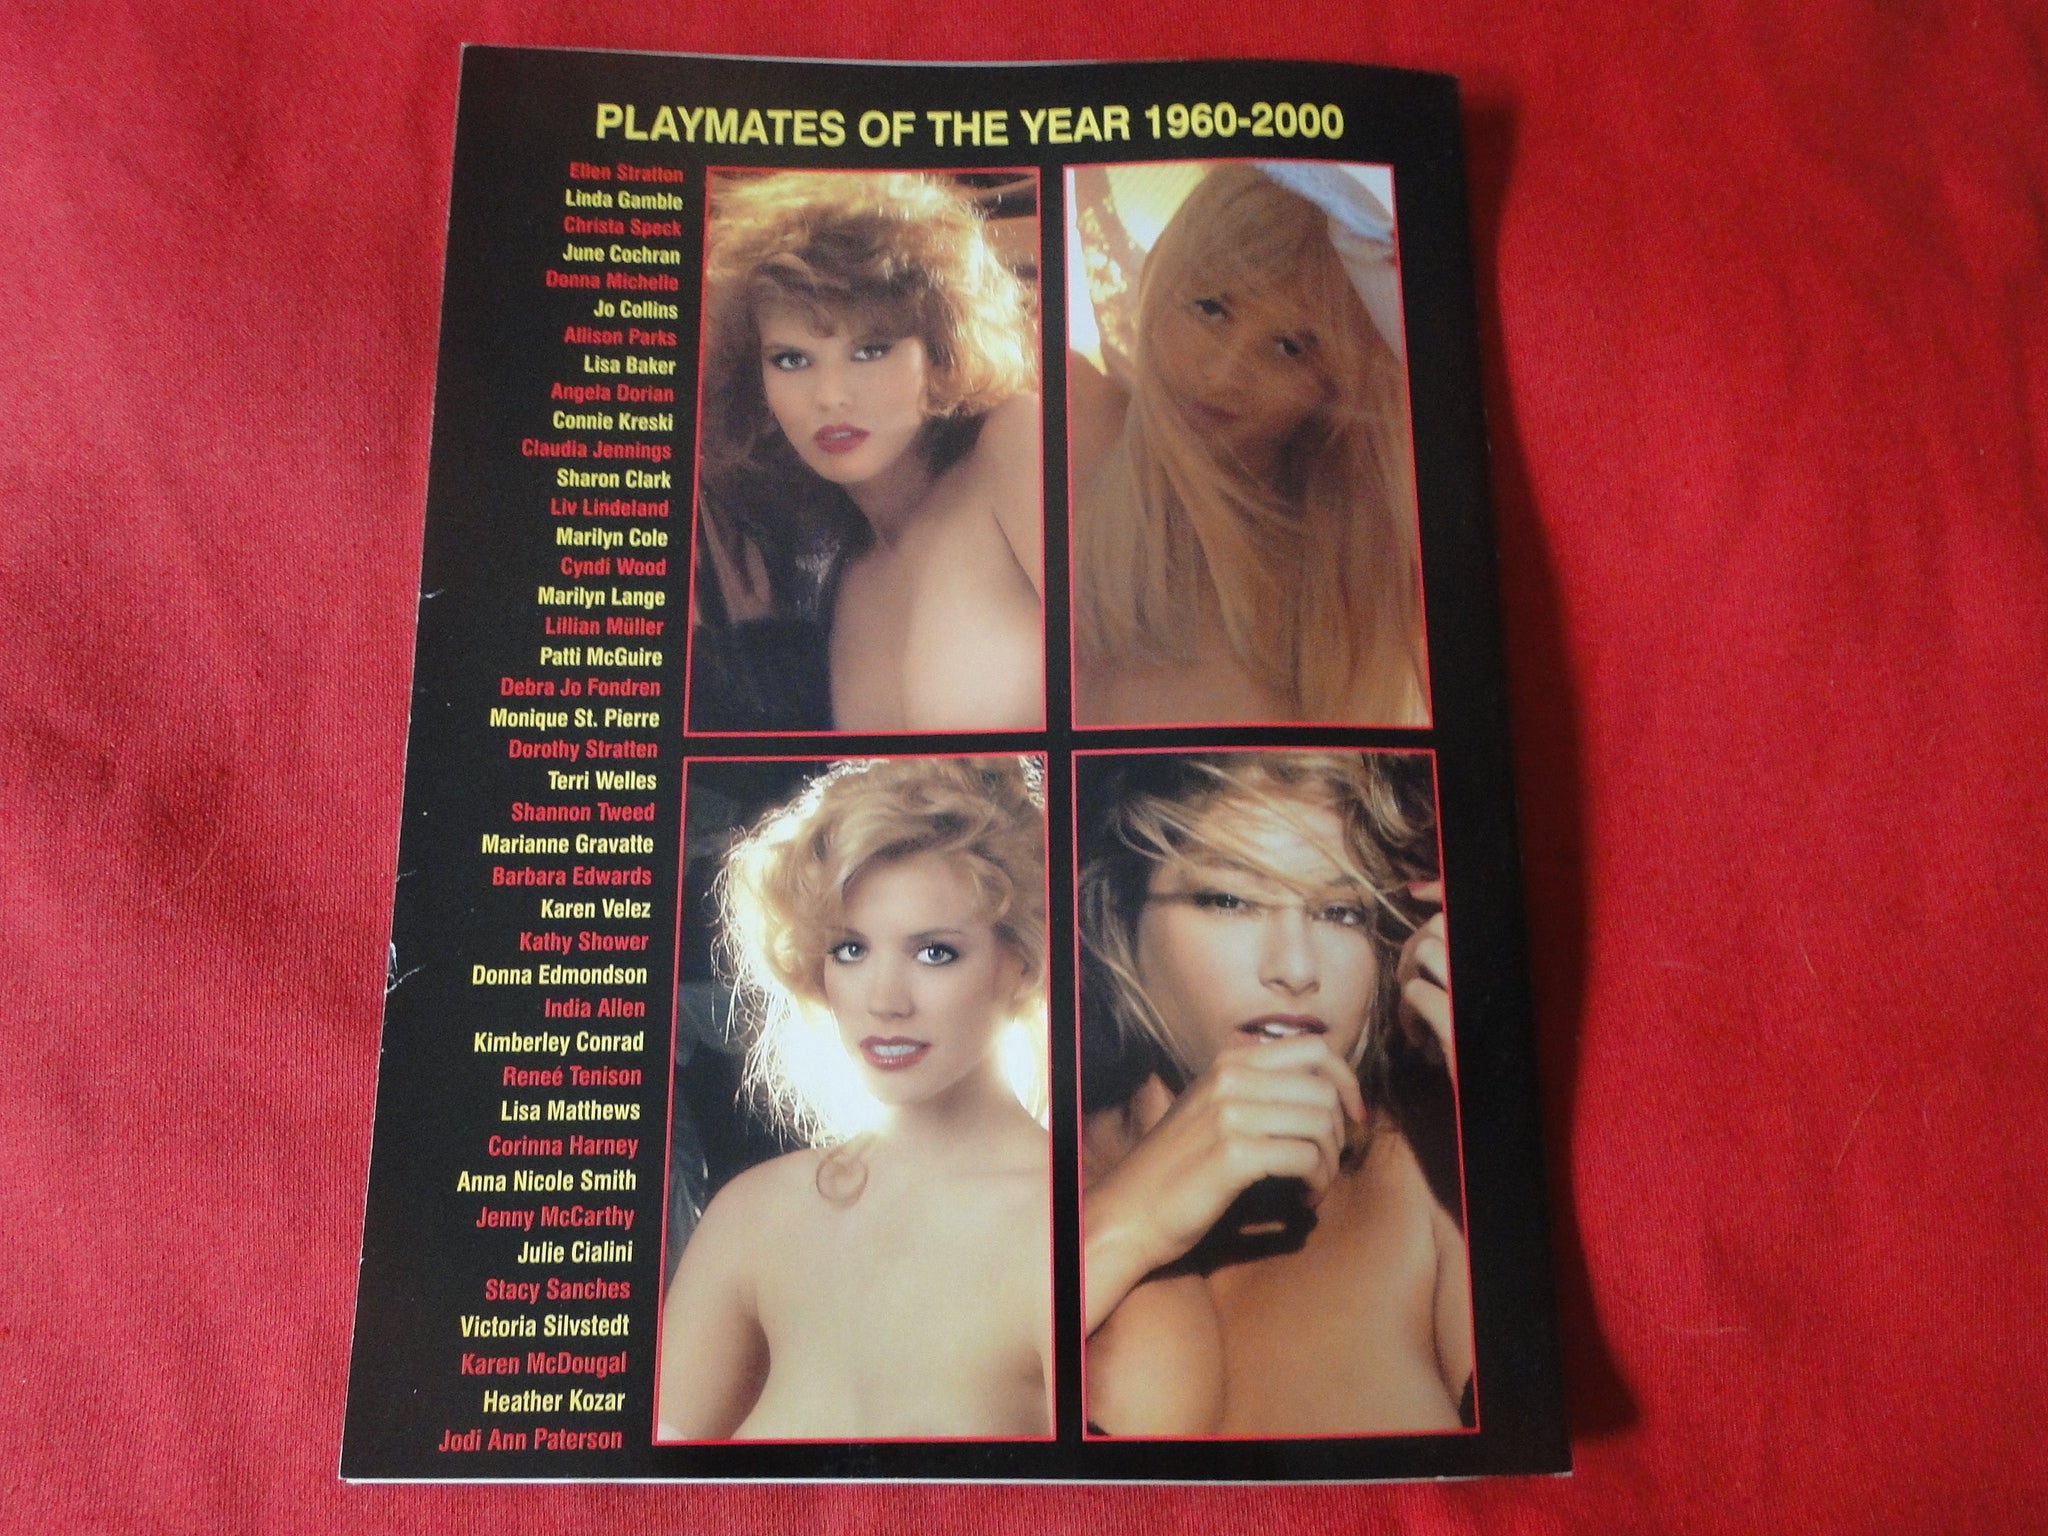 PLAYMATES OF THE YEAR 1960-2000
Ellen Stratton
Linda Gamble
Christa Speck
June Cochran
Donna Michelle
Jo Collins
Allison Parks
Lisa Baker
Angela Dorian
Connie Kreski
Claudia Jennings
Sharon Clark
Liv Lindeland
Marilyn Cole
Cyndi Wood
Marilyn Lange
Lillian Müller
Patti McGuire
Debra Jo Fondren
Monique St. Pierre
Dorothy Stratten
Terri Welles
Shannon Tweed
Marianne Gravatte
Barbara Edwards
Karen Velez
Kathy Shower
Donna Edmondson
India Allen
Kimberley Conrad
Reneé Tenison
Lisa Matthews
Corinna Harney
Anna Nicole Smith
Jenny McCarthy
Julie Cialini
Stacy Sanches
Victoria Silvstedt
Karen McDougal
Heather Kozar
Jodi Ann Paterson